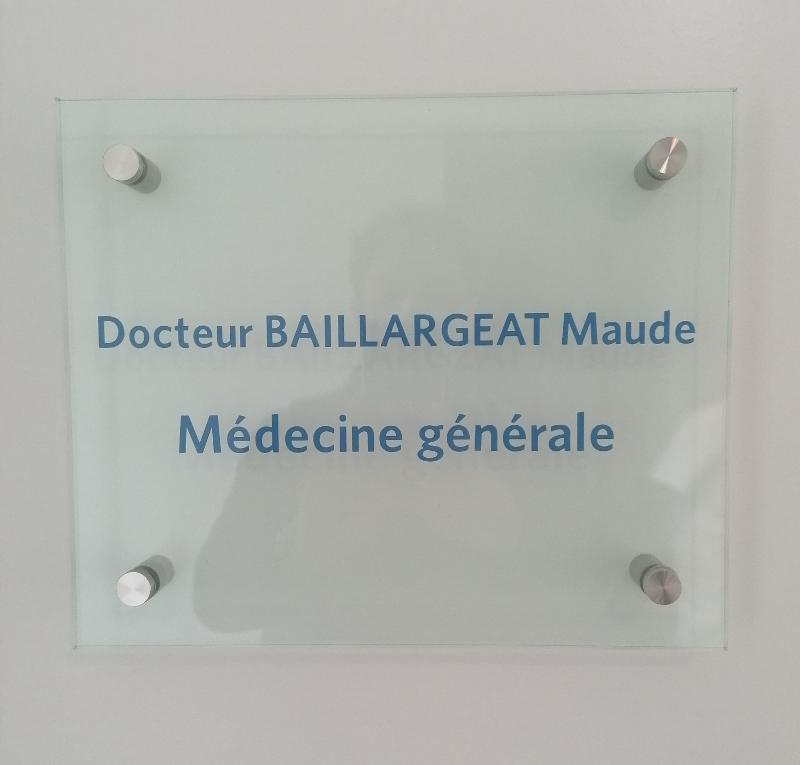 Docteur BAILLARGEAT Maude
Médecine générale